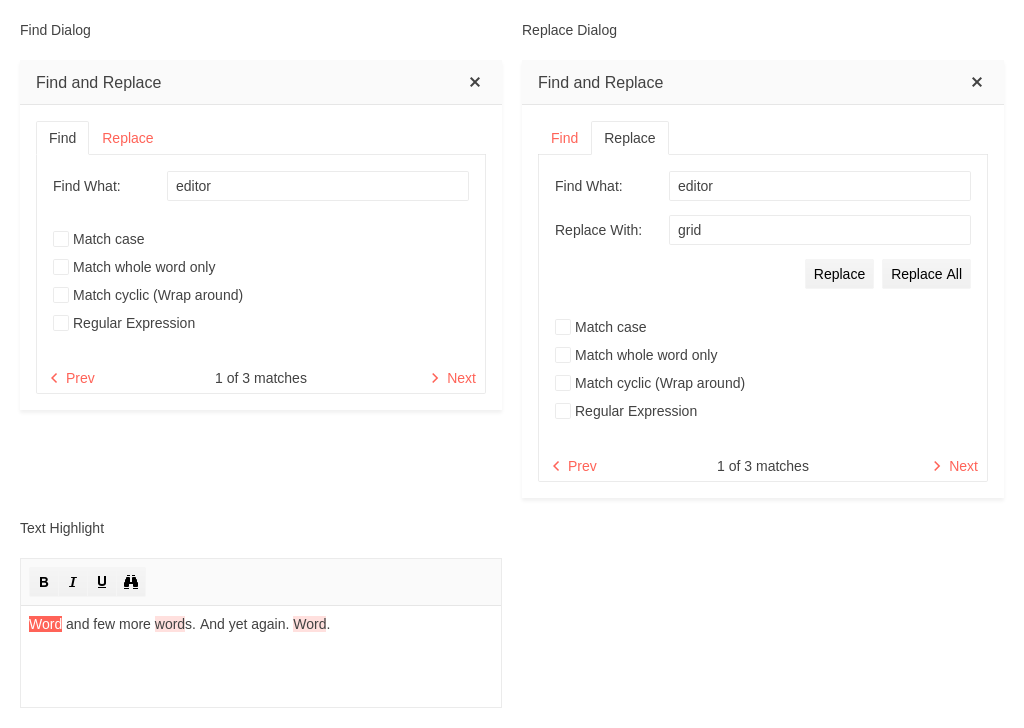 Find Dialog
Find and Replace
Find Replace
Find What: editor
Match case
Match whole word only
Match cyclic (Wrap around)
Regular Expression
Prev 1 of 3 matches Next
Replace Dialog
Find and Replace
Find Replace
Find What: editor
Replace With: grid
Replace Replace All
Match case
Match whole word only
Match cyclic (Wrap around)
Regular Expression
Prev 1 of 3 matches Next
Text Highlight
B I U
Word and few more words. And yet again. Word.